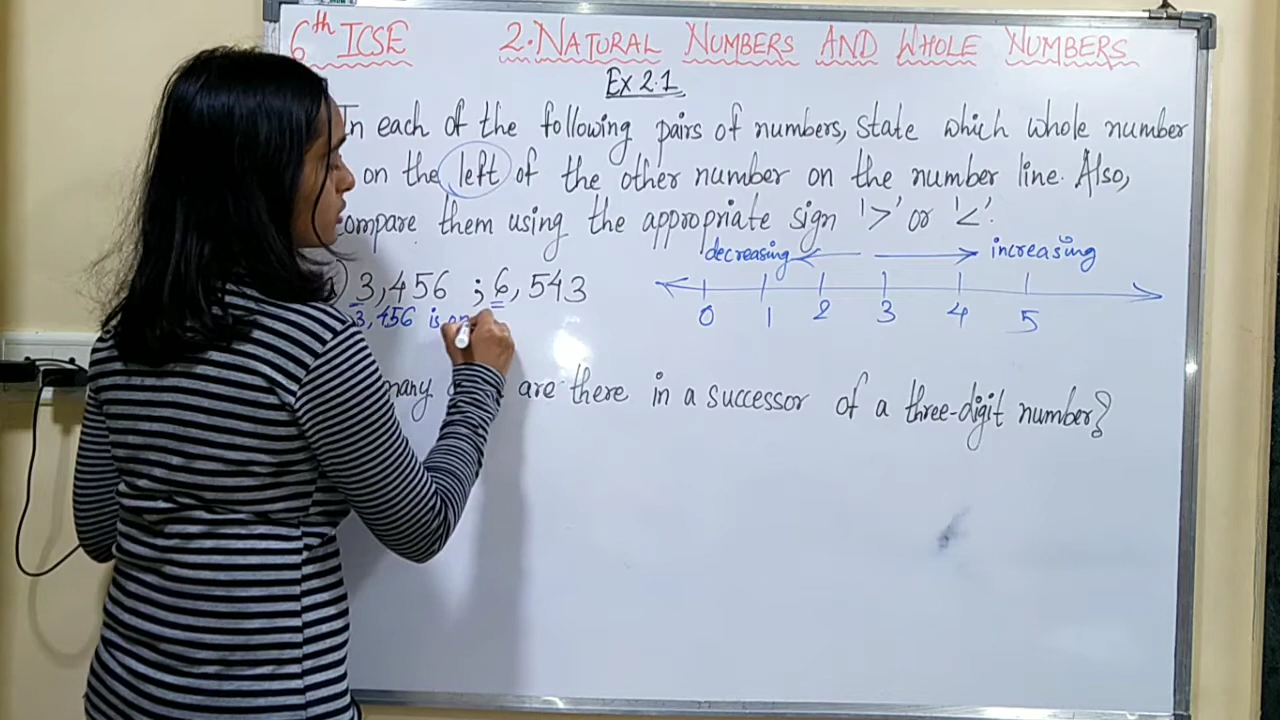 6th ICSE 2. NATURAL NUMBERS AND WHOLE NUMBERS
Ex 2.1
In each of the following pairs of numbers, state which whole number
on the left of the other number on the number line. Also,
compare them using the appropriate sign '>' or '<'.
decreasing increasing
3,456 ; 6,543
0 1 2 3 4 5
3,456 is on
many are there in a successor of a three-digit number?